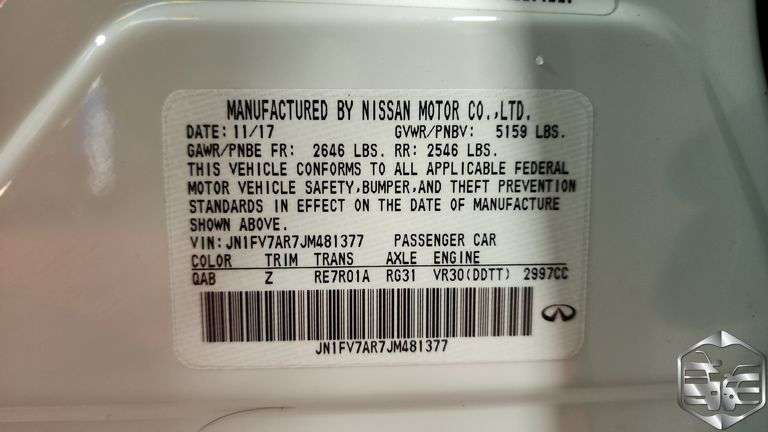 MANUFACTURED BY NISSAN MOTOR CO.,LTD.
DATE: 11/17 GVWR/PNBV: 5159 LBS.
GAWR/PNBE FR: 2646 LBS. RR: 2546 LBS.
THIS VEHICLE CONFORMS TO ALL APPLICABLE FEDERAL
MOTOR VEHICLE SAFETY,BUMPER,AND THEFT PREVENTION
STANDARDS IN EFFECT ON THE DATE OF MANUFACTURE
SHOWN ABOVE.
VIN: JN1FV7AR7JM481377 PASSENGER CAR
COLOR TRIM TRANS AXLE ENGINE
QAB Z RE7R01A RG31 VR30(DDTT) 2997CC
JN1FV7AR7JM481377